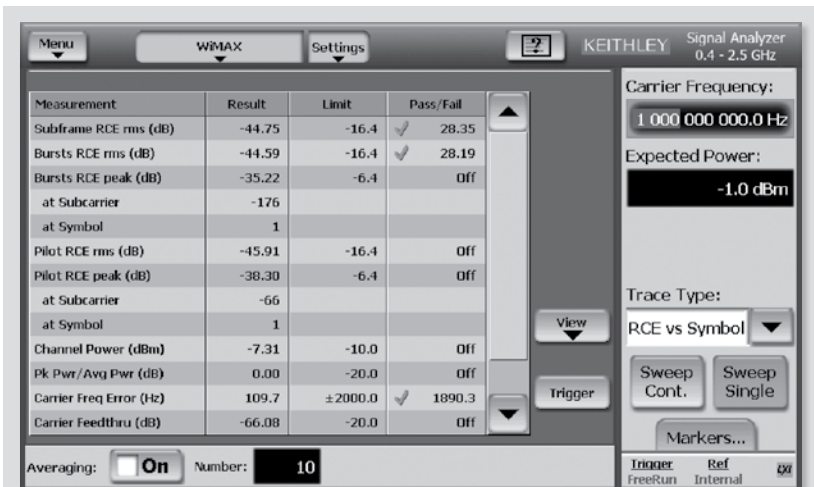 Menu WiMAX Settings ? KEITHLEY Signal Analyzer
0.4 - 2.5 GHz
Measurement Result Limit Pass/Fail
Subframe RCE rms (dB) -44.75 -16.4 28.35
Bursts RCE rms (dB) -44.59 -16.4 28.19
Bursts RCE peak (dB) -35.22 -6.4 Off
at Subcarrier -176
at Symbol 1
Pilot RCE rms (dB) -45.91 -16.4 Off
Pilot RCE peak (dB) -38.30 -6.4 Off
at Subcarrier -66
at Symbol 1
Channel Power (dBm) -7.31 -10.0 Off
Pk Pwr/Avg Pwr (dB) 0.00 -20.0 Off
Carrier Freq Error (Hz) 109.7 ±2000.0 1890.3
Carrier Feedthru (dB) -66.08 -20.0 Off
View
Trigger
Averaging: On Number: 10
Carrier Frequency:
1 000 000 000.0 Hz
Expected Power:
-1.0 dBm
Trace Type:
RCE vs Symbol
Sweep Cont.
Sweep Single
Markers...
Trigger Ref
FreeRun Internal LXI